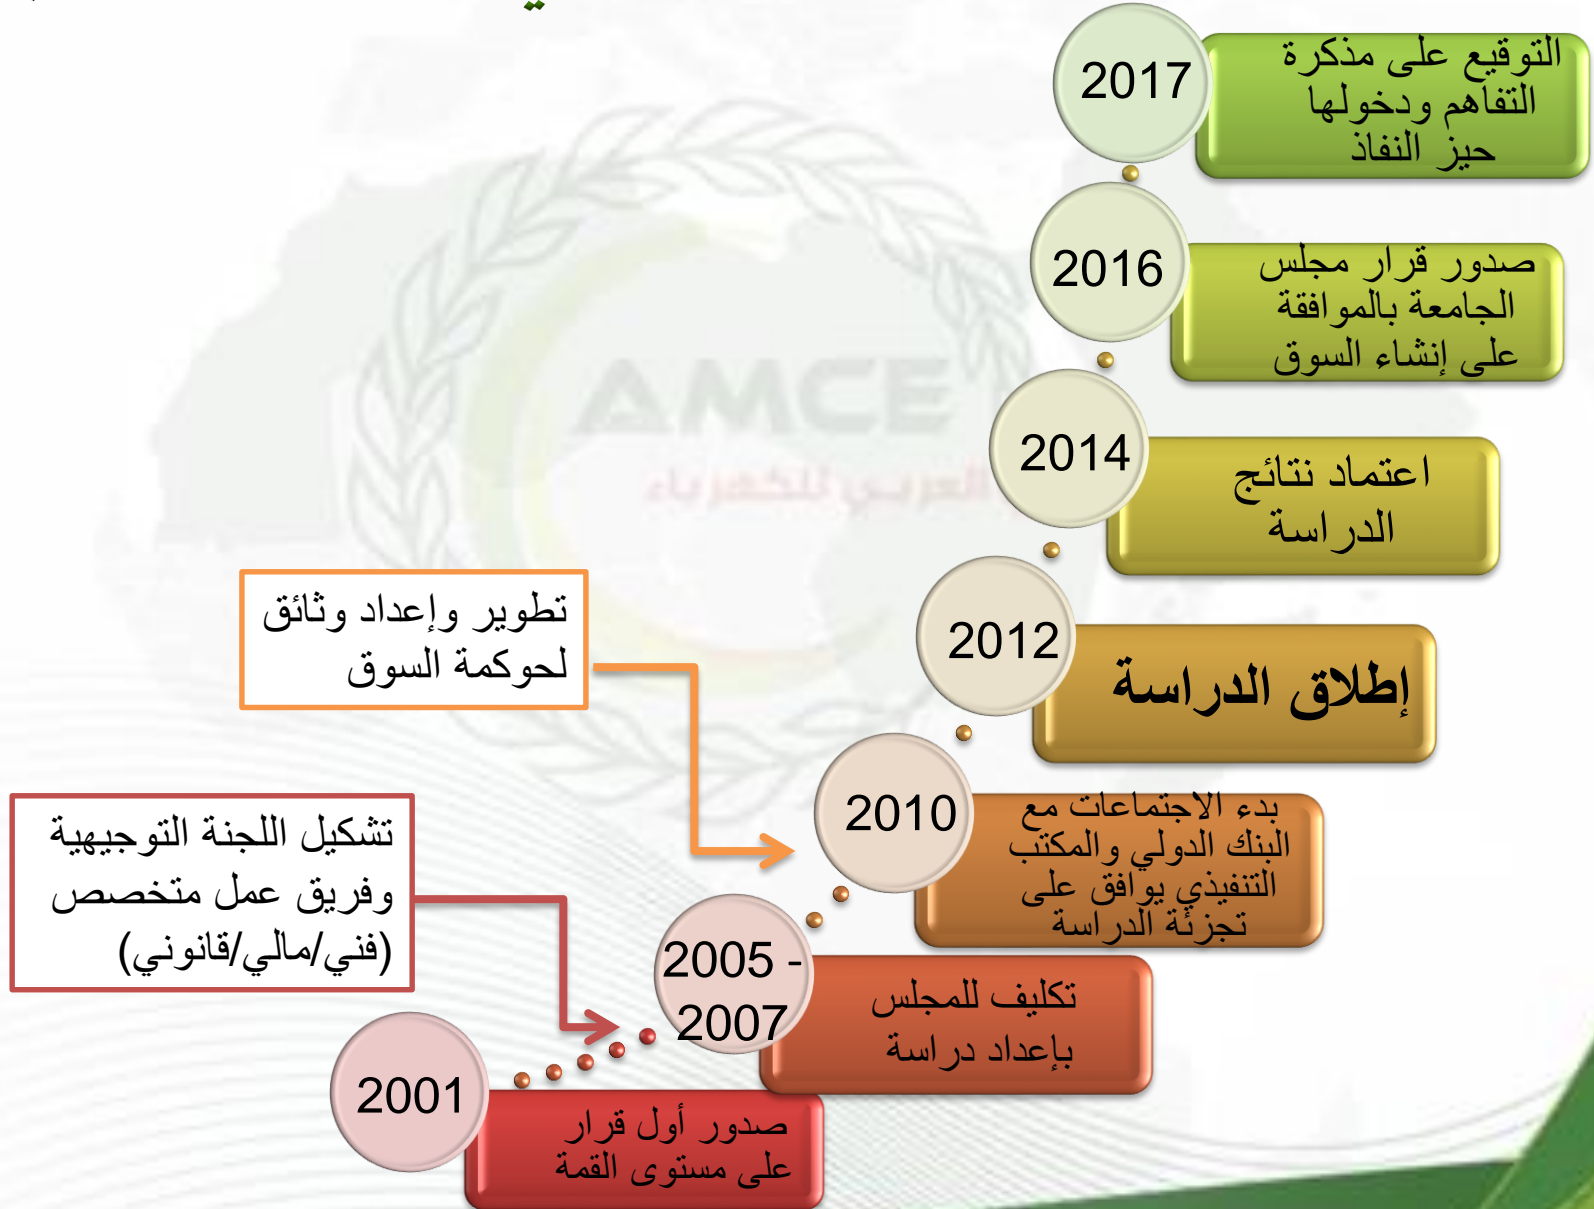 2017
التوقيع على مذكرة
التفاهم ودخولها
حيز النفاذ
2016
صدور قرار مجلس
الجامعة بالموافقة
على إنشاء السوق
2014
اعتماد نتائج
الدراسة
2012
إطلاق الدراسة
تطوير وإعداد وثائق
لحوكمة السوق
2010
بدء الاجتماعات مع
البنك الدولي والمكتب
التنفيذي يوافق على
تجزئة الدراسة
تشكيل اللجنة التوجيهية
وفريق عمل متخصص
(فني/مالي/قانوني)
2005 -
2007
تكليف للمجلس
بإعداد دراسة
2001
صدور أول قرار
على مستوى القمة
AMCE
العربي للكهرباء